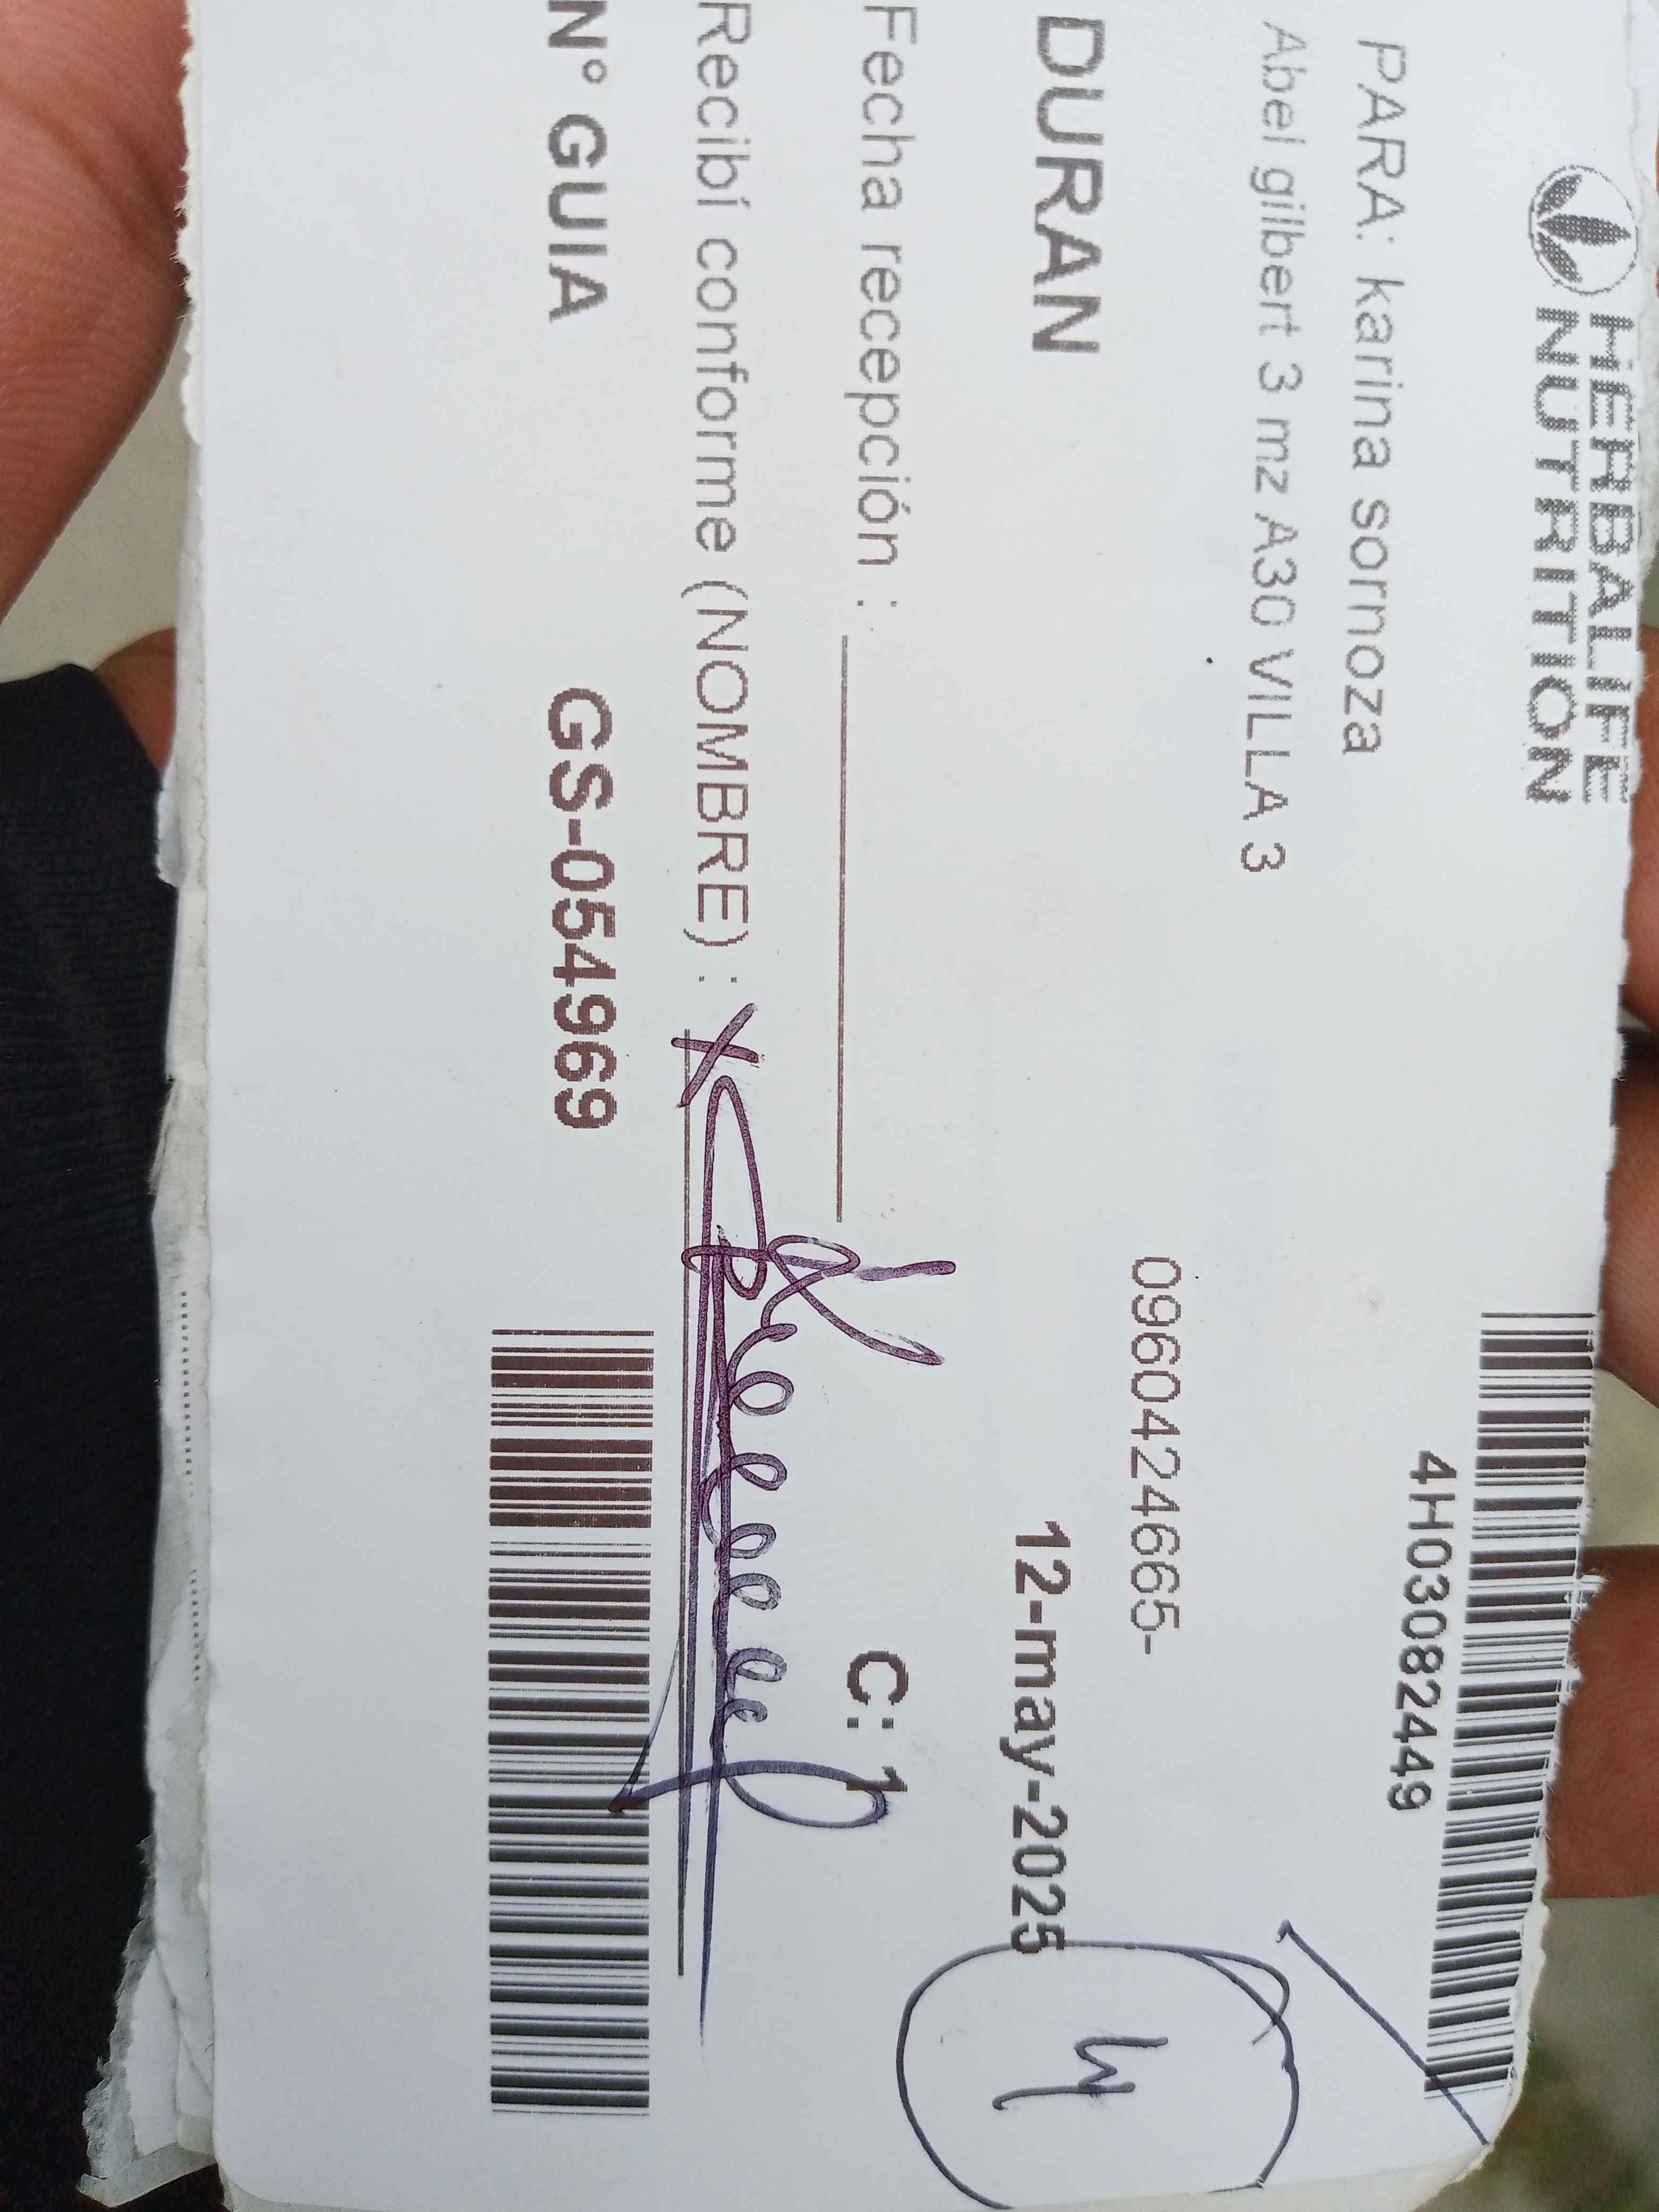 HERBALIFE
NUTRITION
4H03082449
PARA: karina sornoza
Abel gilbert 3 mz A30 VILLA 3
0960424665-
DURAN
12-may-2025
4
Fecha recepción :
C: 1
Recibí conforme (NOMBRE) : X
N° GUIA GS-054969